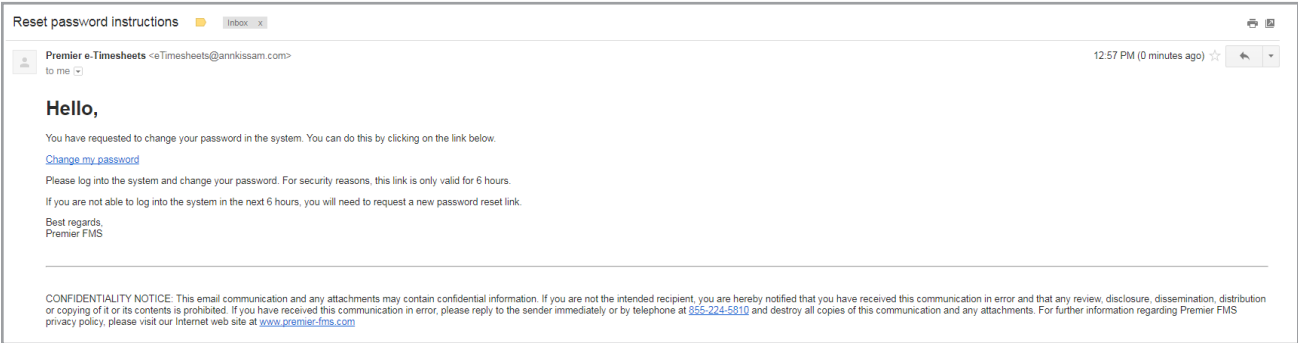 Reset password instructions Inbox x
Premier e-Timesheets <eTimesheets@annkissam.com> 12:57 PM (0 minutes ago)
to me
Hello,
You have requested to change your password in the system. You can do this by clicking on the link below.
Change my password
Please log into the system and change your password. For security reasons, this link is only valid for 6 hours.
If you are not able to log into the system in the next 6 hours, you will need to request a new password reset link.
Best regards,
Premier FMS
CONFIDENTIALITY NOTICE: This email communication and any attachments may contain confidential information. If you are not the intended recipient, you are hereby notified that you have received this communication in error and that any review, disclosure, dissemination, distribution
or copying of it or its contents is prohibited. If you have received this communication in error, please reply to the sender immediately or by telephone at 855-224-5810 and destroy all copies of this communication and any attachments. For further information regarding Premier FMS
privacy policy, please visit our Internet web site at www.premier-fms.com